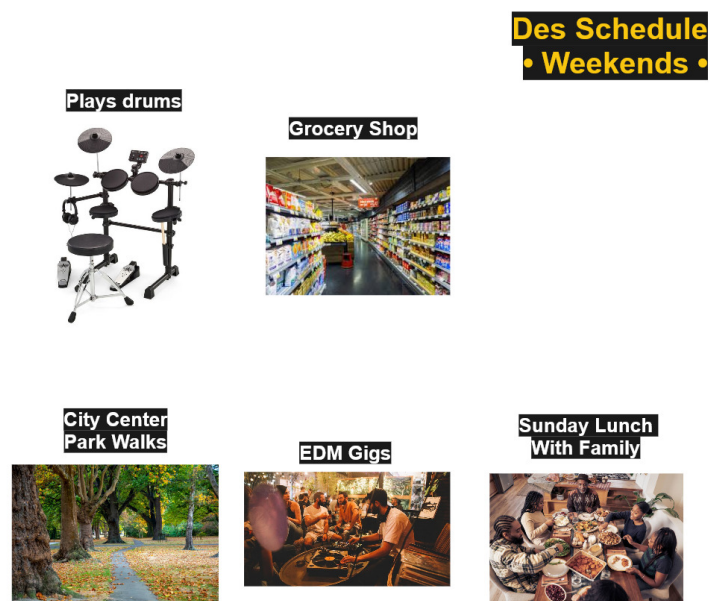 Des Schedule
• Weekends •
Plays drums
Grocery Shop
City Center
Park Walks
EDM Gigs
Sunday Lunch
With Family